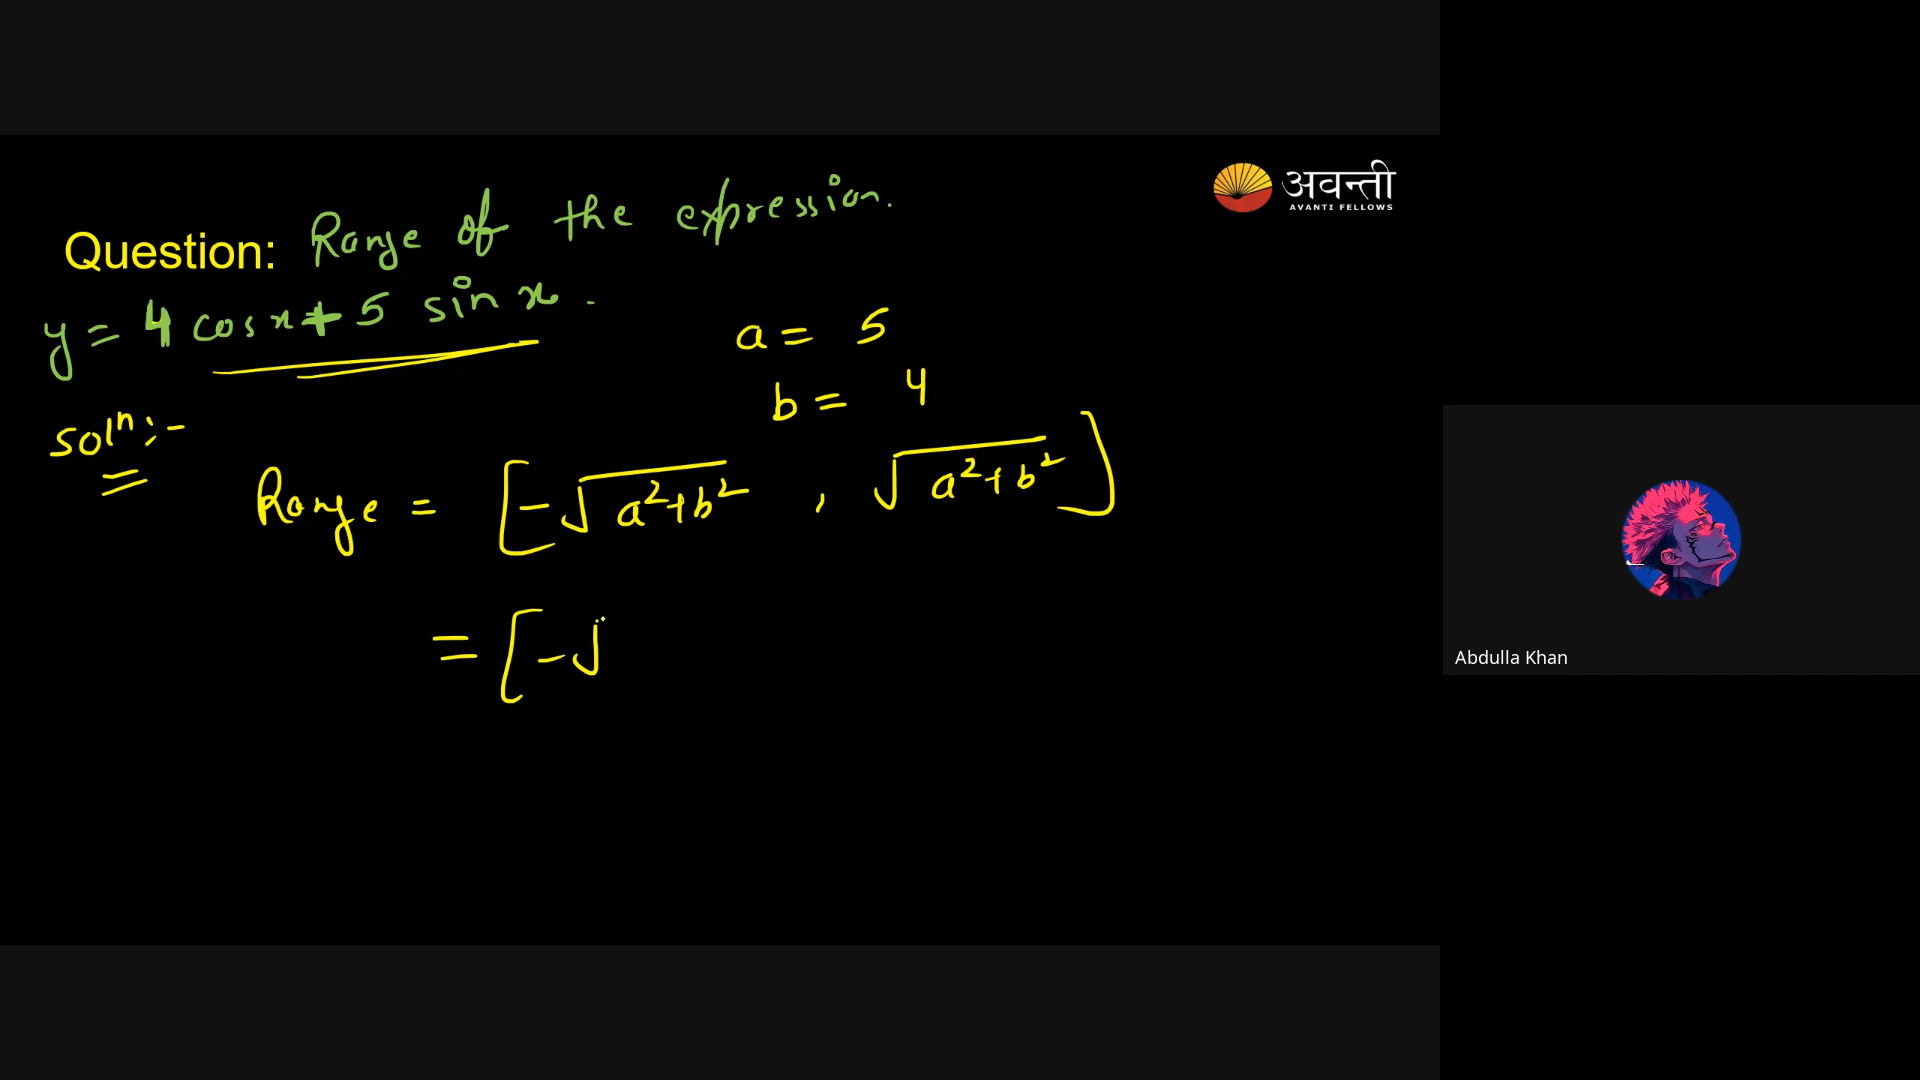 अवन्ती
AVANTI FELLOWS
Question: Range of the expression.
y = 4 cos x + 5 sin x .
a = 5
b = 4
Solⁿ :-
Range = [-√a²+b² , √a²+b²]
= [-√
Abdulla Khan